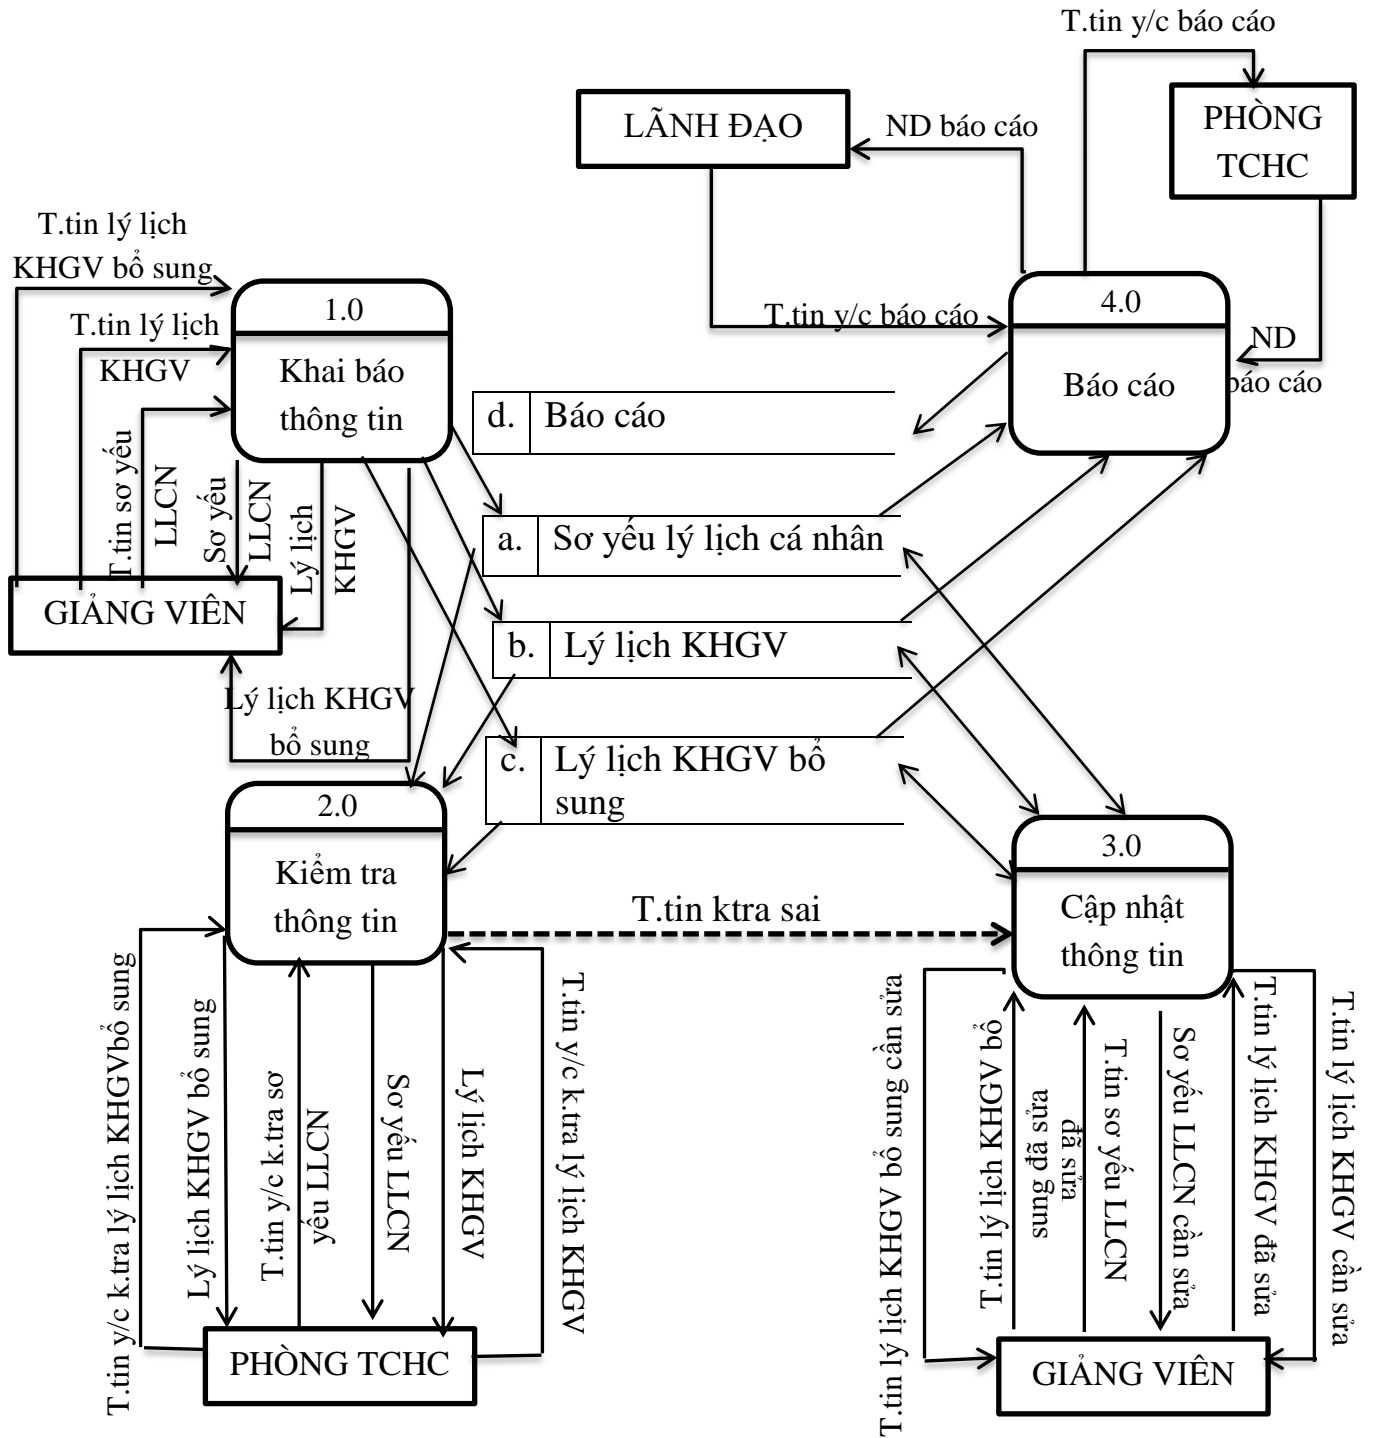 T.tin y/c báo cáo
LÃNH ĐẠO
ND báo cáo
PHÒNG
TCHC
T.tin lý lịch
KHGV bổ sung
1.0
Khai báo
thông tin
T.tin lý lịch
KHGV
T.tin y/c báo cáo
4.0
Báo cáo
ND
báo cáo
d.
Báo cáo
T.tin sơ yếu
LLCN
Sơ yếu
LLCN
Lý lịch
KHGV
a.
Sơ yếu lý lịch cá nhân
GIẢNG VIÊN
b.
Lý lịch KHGV
Lý lịch KHGV
bổ sung
c.
Lý lịch KHGV bổ
sung
2.0
Kiểm tra
thông tin
3.0
Cập nhật
thông tin
T.tin ktra sai
T.tin y/c k.tra lý lịch KHGVbổ sung
Lý lịch KHGV bổ sung
T.tin y/c k.tra sơ
yếu LLCN
Sơ yếu LLCN
Lý lịch KHGV
T.tin y/c k.tra lý lịch KHGV
T.tin lý lịch KHGV bổ sung cần sửa
T.tin lý lịch KHGV bổ
sung đã sửa
T.tin sơ yếu LLCN
đã sửa
Sơ yếu LLCN cần sửa
T.tin lý lịch KHGV đã sửa
T.tin lý lịch KHGV cần sửa
PHÒNG TCHC
GIẢNG VIÊN